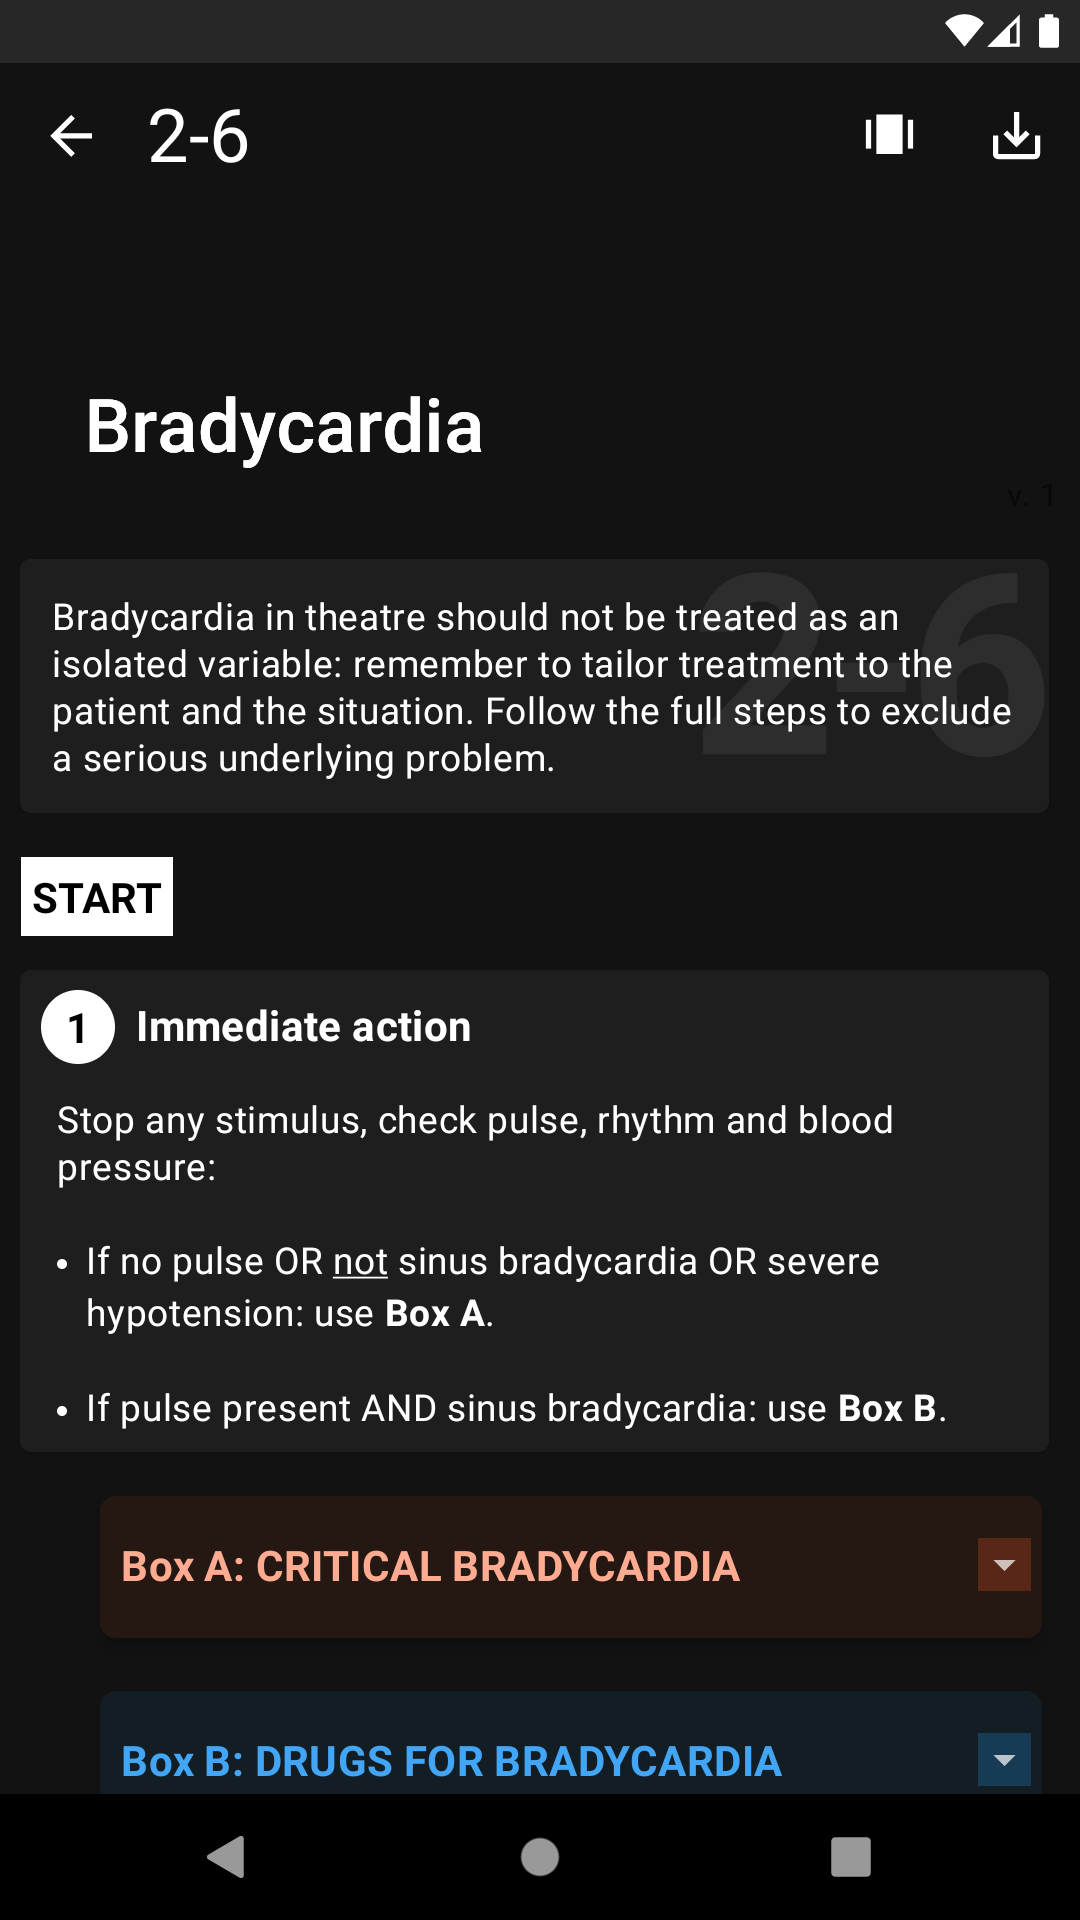 2-6
Bradycardia
v. 1
2-6
Bradycardia in theatre should not be treated as an
isolated variable: remember to tailor treatment to the
patient and the situation. Follow the full steps to exclude
a serious underlying problem.
START
1 Immediate action
Stop any stimulus, check pulse, rhythm and blood
pressure:
• If no pulse OR not sinus bradycardia OR severe
hypotension: use Box A.
• If pulse present AND sinus bradycardia: use Box B.
Box A: CRITICAL BRADYCARDIA
Box B: DRUGS FOR BRADYCARDIA